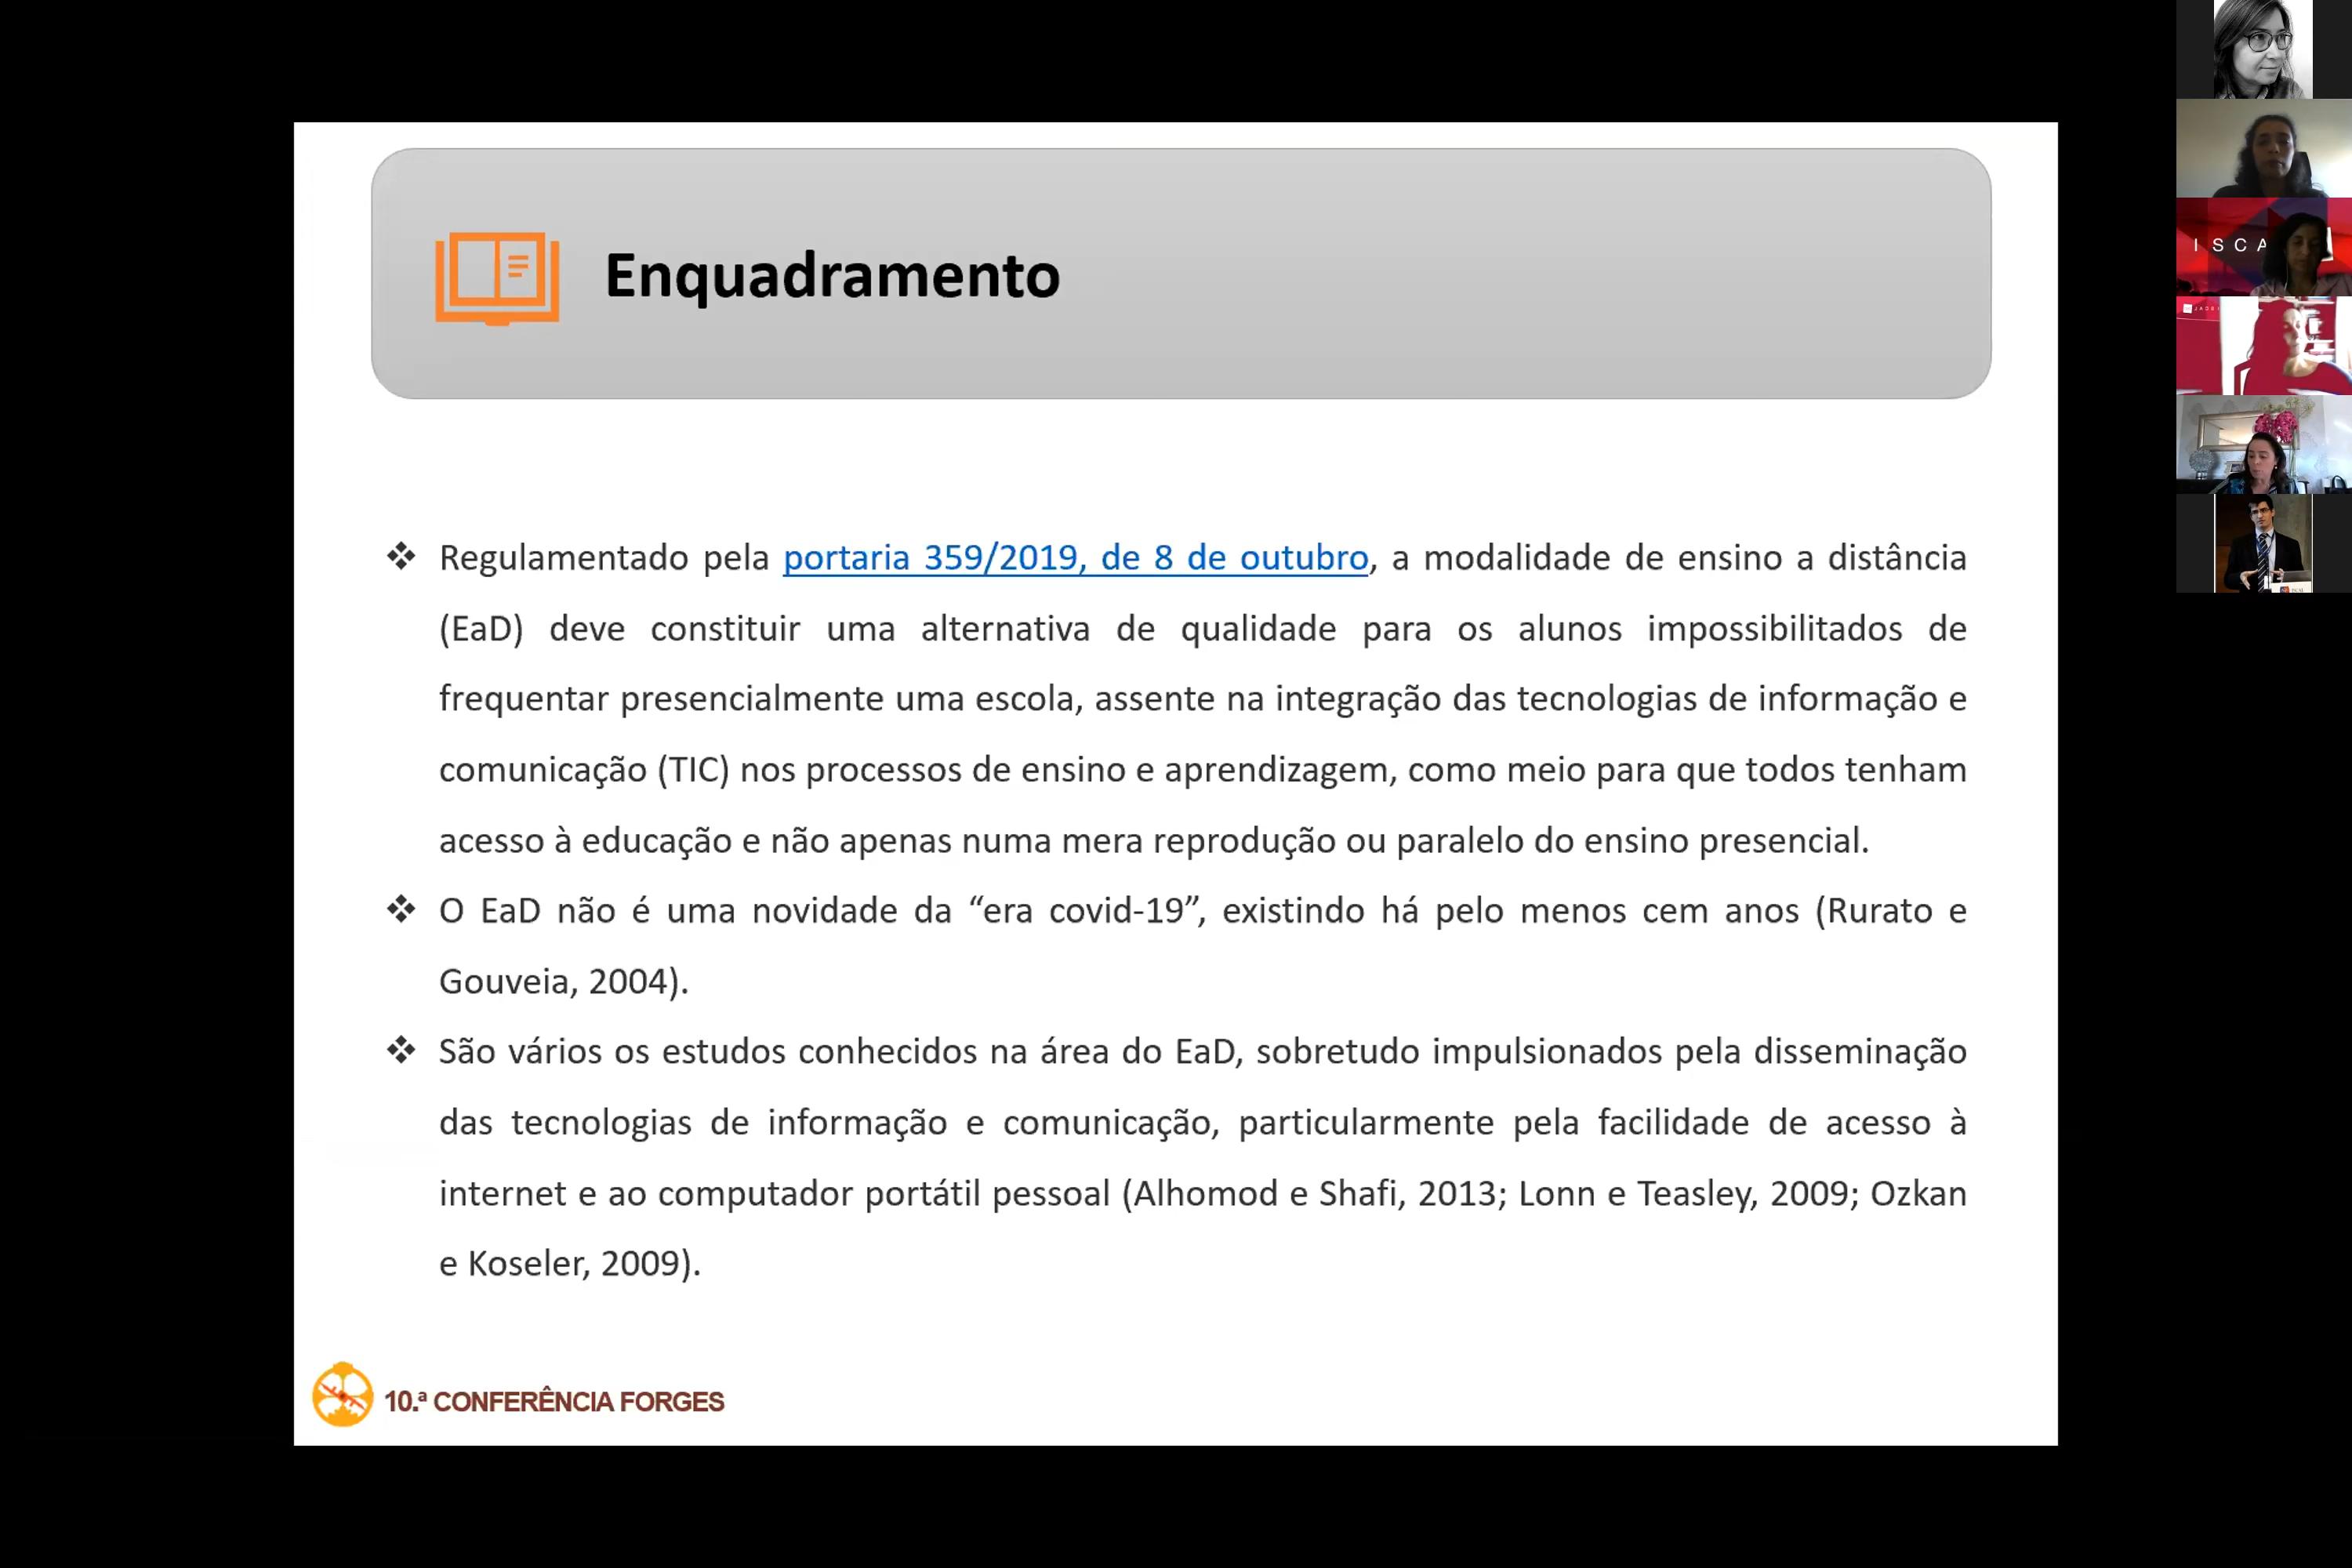 Enquadramento
❖ Regulamentado pela portaria 359/2019, de 8 de outubro, a modalidade de ensino a distância
(EaD) deve constituir uma alternativa de qualidade para os alunos impossibilitados de
frequentar presencialmente uma escola, assente na integração das tecnologias de informação e
comunicação (TIC) nos processos de ensino e aprendizagem, como meio para que todos tenham
acesso à educação e não apenas numa mera reprodução ou paralelo do ensino presencial.
❖ O EaD não é uma novidade da “era covid-19”, existindo há pelo menos cem anos (Rurato e
Gouveia, 2004).
❖ São vários os estudos conhecidos na área do EaD, sobretudo impulsionados pela disseminação
das tecnologias de informação e comunicação, particularmente pela facilidade de acesso à
internet e ao computador portátil pessoal (Alhomod e Shafi, 2013; Lonn e Teasley, 2009; Ozkan
e Koseler, 2009).
10.ª CONFERÊNCIA FORGES
ISCA